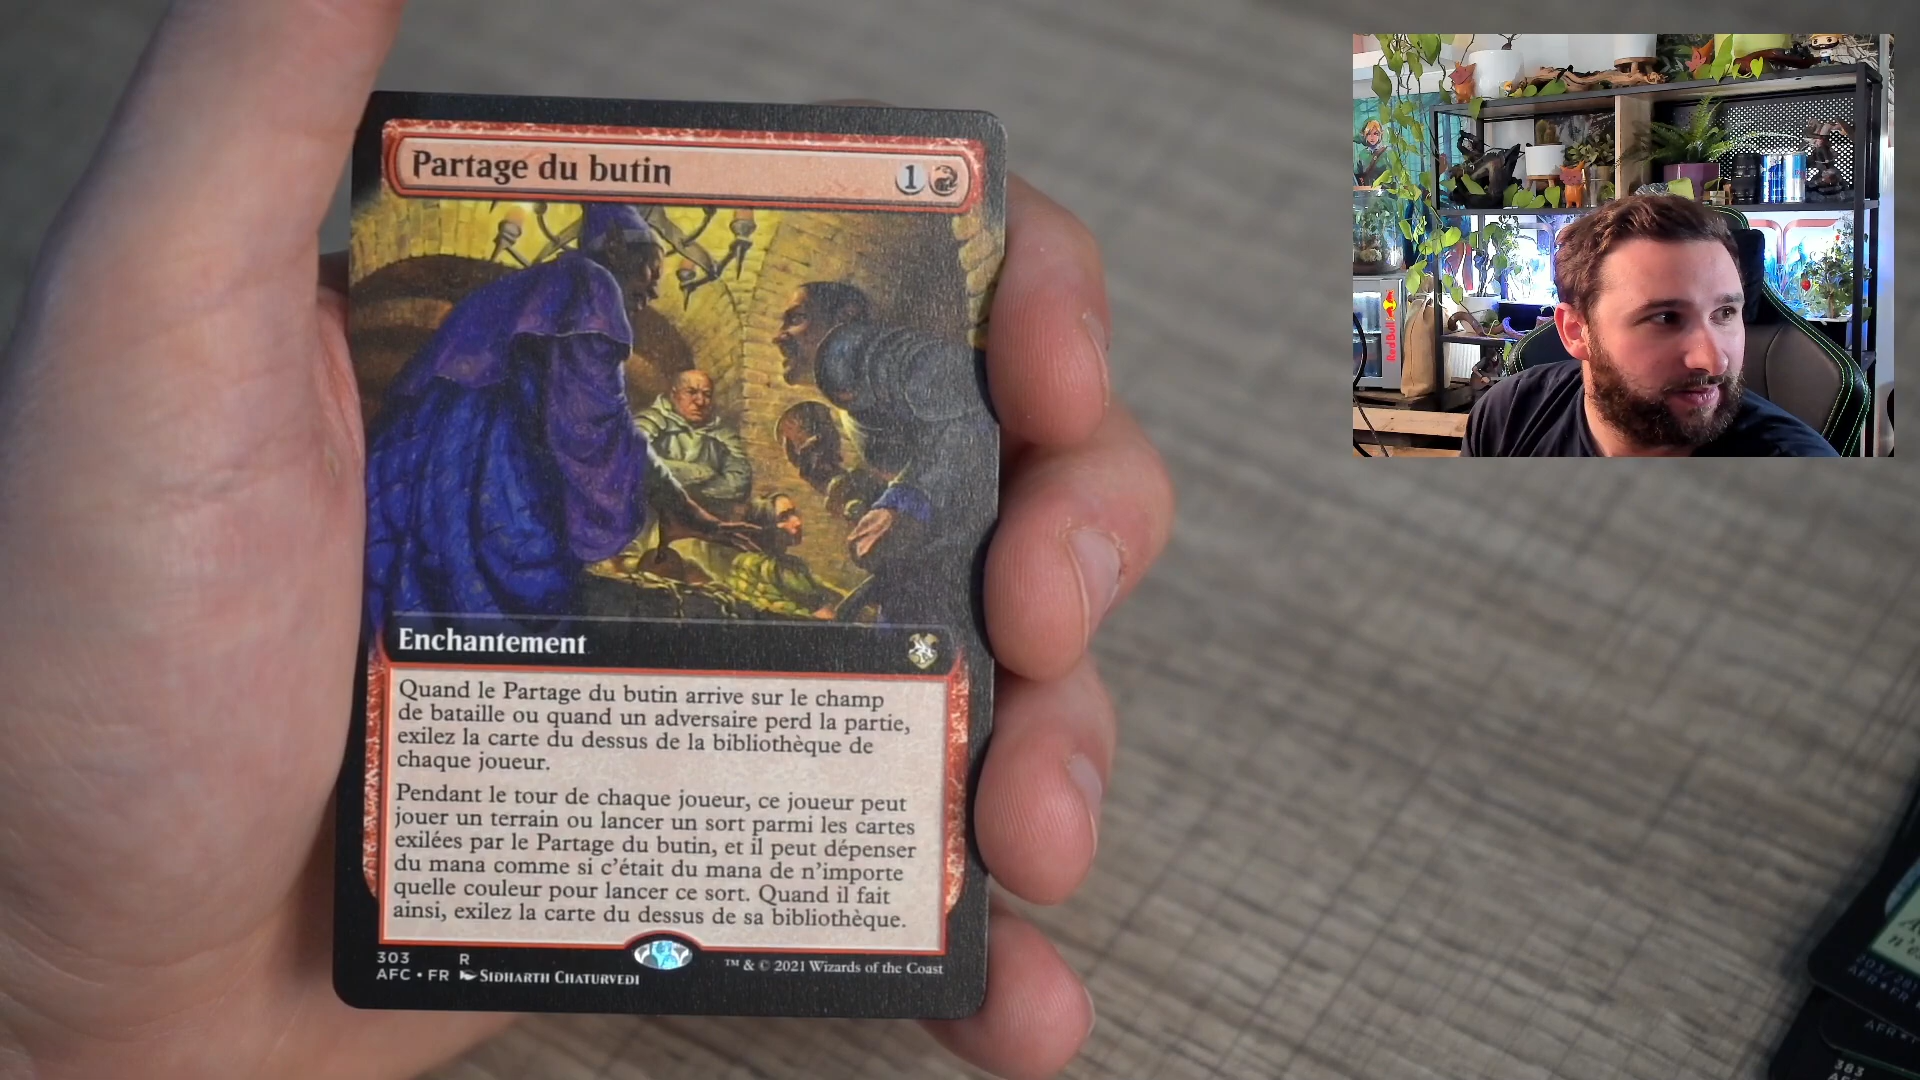 Partage du butin
1
Enchantement
Quand le Partage du butin arrive sur le champ
de bataille ou quand un adversaire perd la partie,
exilez la carte du dessus de la bibliothèque de
chaque joueur.
Pendant le tour de chaque joueur, ce joueur peut
jouer un terrain ou lancer un sort parmi les cartes
exilées par le Partage du butin, et il peut dépenser
du mana comme si c'était du mana de n'importe
quelle couleur pour lancer ce sort. Quand il fait
ainsi, exilez la carte du dessus de sa bibliothèque.
303 R
AFC • FR SIDHARTH CHATURVEDI
™ & © 2021 Wizards of the Coast
RedBull
AFR • FR
383